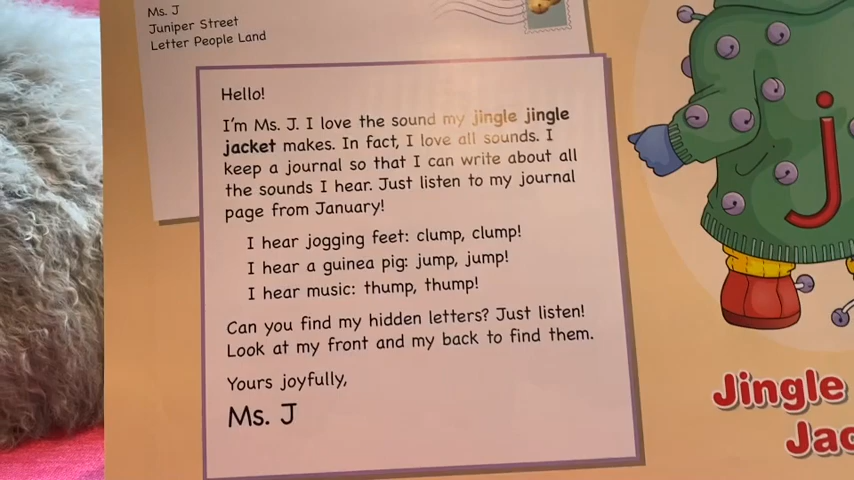 Ms. J
Juniper Street
Letter People Land
Hello!
I'm Ms. J. I love the sound my jingle jingle
jacket makes. In fact, I love all sounds. I
keep a journal so that I can write about all
the sounds I hear. Just listen to my journal
page from January!
I hear jogging feet: clump, clump!
I hear a guinea pig: jump, jump!
I hear music: thump, thump!
Can you find my hidden letters? Just listen!
Look at my front and my back to find them.
Yours joyfully,
Ms. J
j
Jingle